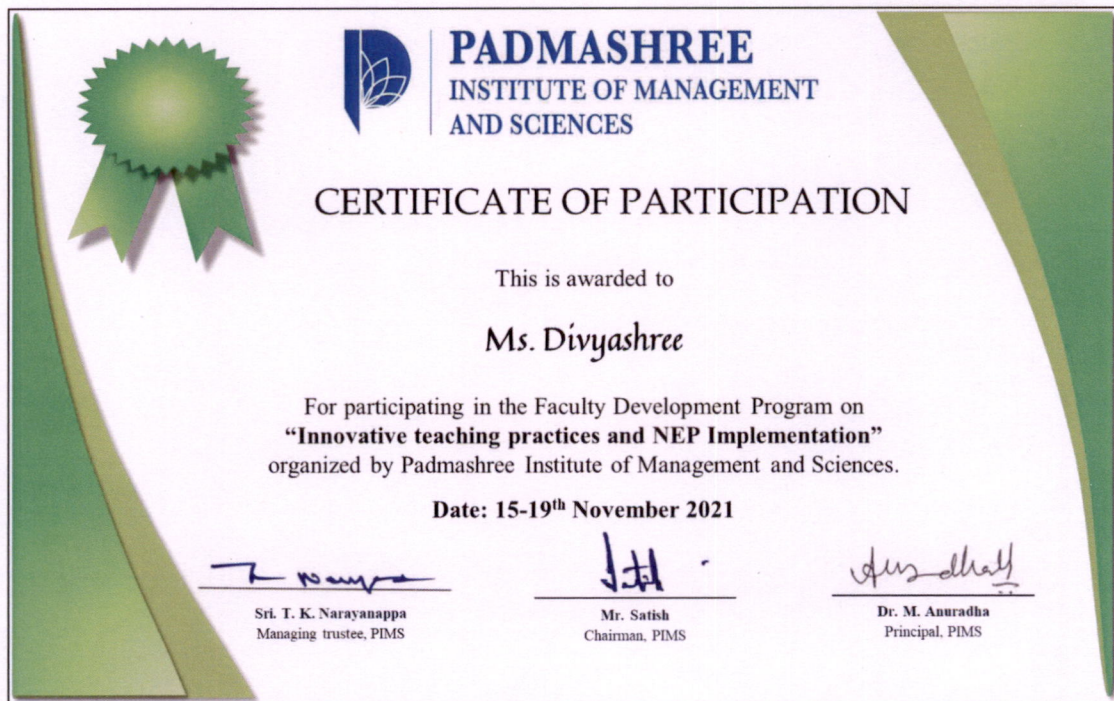 PADMASHREE
INSTITUTE OF MANAGEMENT
AND SCIENCES
CERTIFICATE OF PARTICIPATION
This is awarded to
Ms. Divyashree
For participating in the Faculty Development Program on
“Innovative teaching practices and NEP Implementation”
organized by Padmashree Institute of Management and Sciences.
Date: 15-19th November 2021
Sri. T. K. Narayanappa
Managing trustee, PIMS
Mr. Satish
Chairman, PIMS
Dr. M. Anuradha
Principal, PIMS